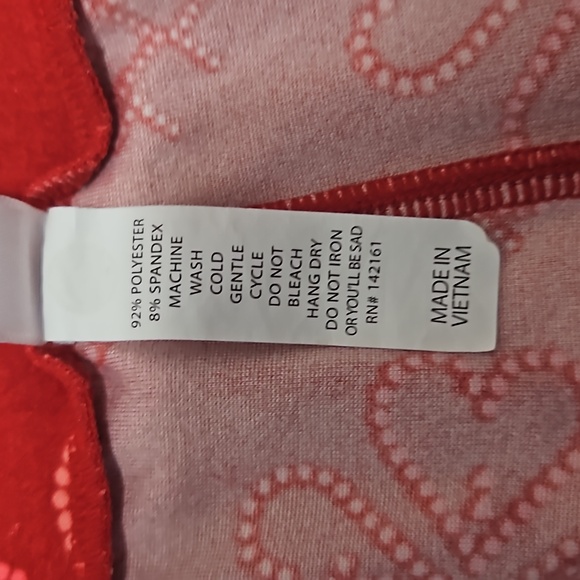 92% POLYESTER
8% SPANDEX
MACHINE
WASH
COLD
GENTLE
CYCLE
DO NOT
BLEACH
HANG DRY
DO NOT IRON
OR YOU'LL BE SAD
RN# 142161
MADE IN
VIETNAM